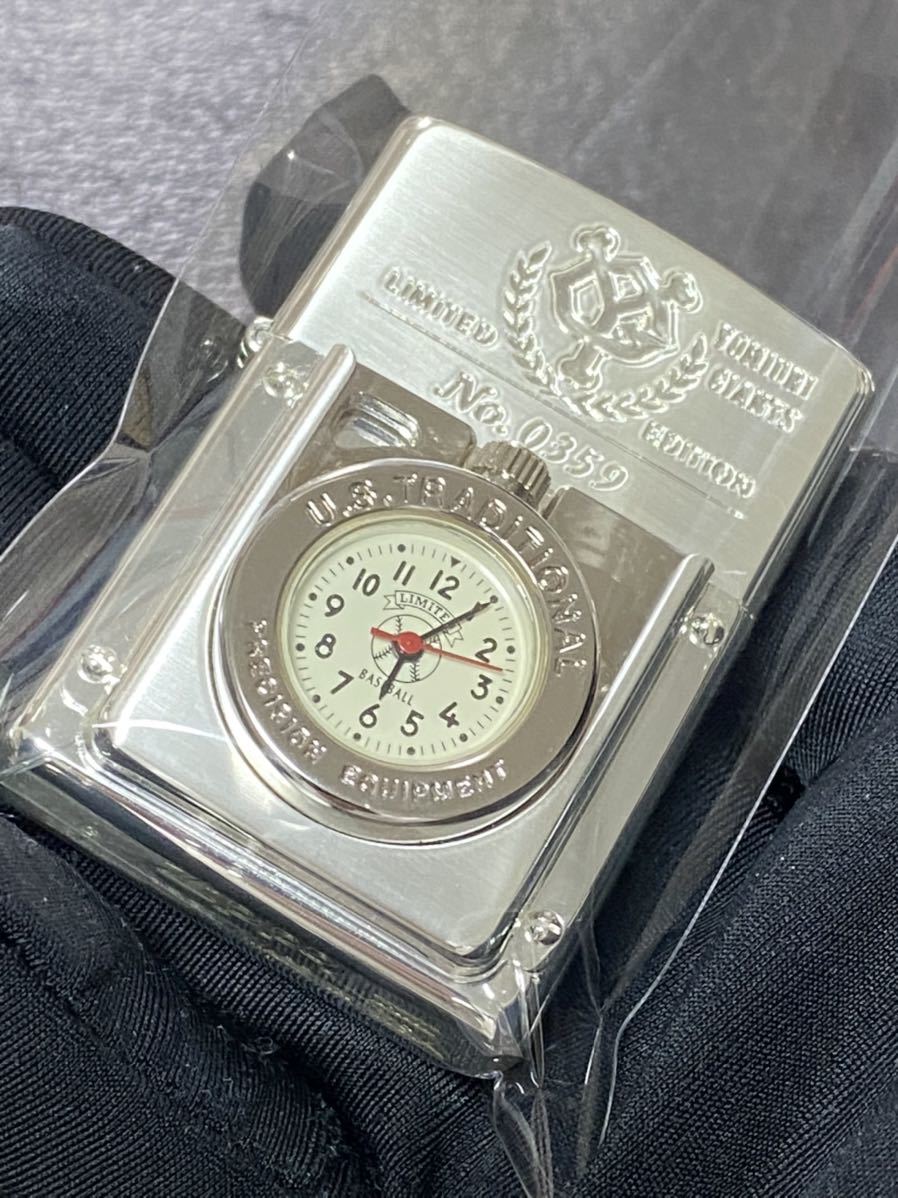 LIMITED
YOMIURI
GIANTS
EDITION
No. 0359
U.S. TRADITIONAL
PRECISION EQUIPMENT
12
2
3
4
5
6
7
8
9
10
11
LIMITED
BASEBALL